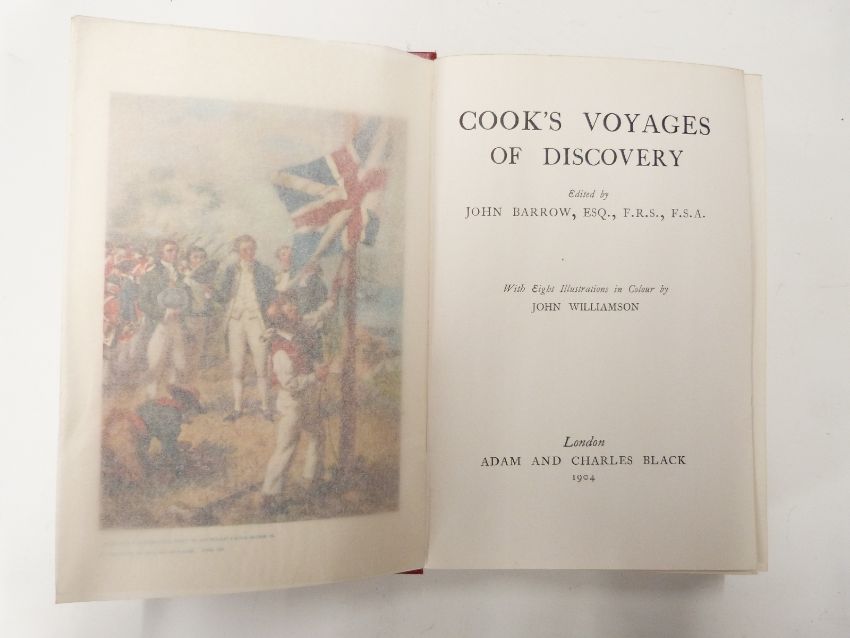 COOK'S VOYAGES
OF DISCOVERY
Edited by
JOHN BARROW, ESQ., F.R.S., F.S.A.
With Eight Illustrations in Colour by
JOHN WILLIAMSON
London
ADAM AND CHARLES BLACK
1904